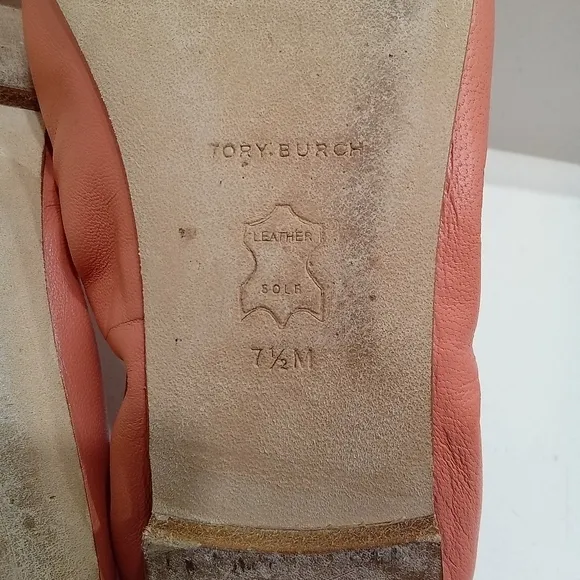 TORY BURCH
LEATHER
SOLE
7½M